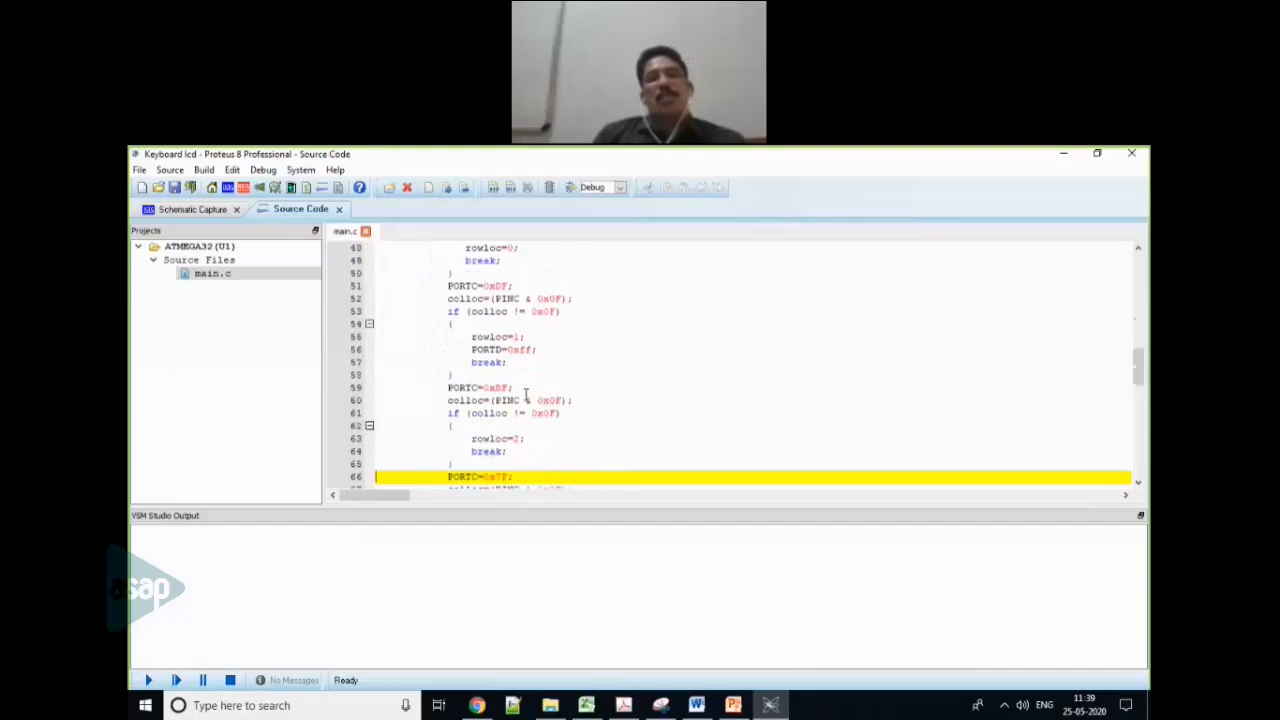 Keyboard lcd - Proteus 8 Professional - Source Code
File Source Build Edit Debug System Help
Debug
Schematic Capture
Source Code
Projects
main.c
ATMEGA32(U1)
Source Files
main.c
48 rowloc=0;
49 break;
50 }
51 PORTC=0xDF;
52 colloc=(PINC & 0x0F);
53 if (colloc != 0x0F)
54 {
55 rowloc=1;
56 PORTD=0xff;
57 break;
58 }
59 PORTC=0xBF;
60 colloc=(PINC & 0x0F);
61 if (colloc != 0x0F)
62 {
63 rowloc=2;
64 break;
65 }
66 PORTC=0x7F;
VSM Studio Output
asap
No Messages
Ready
Type here to search
ENG
11:39
25-05-2020